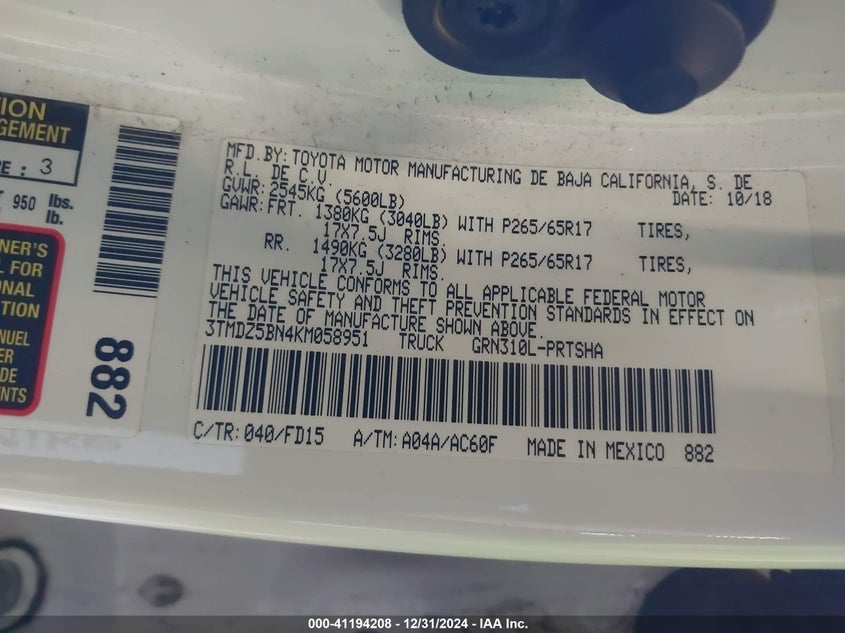 TION
GEMENT
E : 3
950 lbs.
lb.
NER'S
L FOR
ONAL
TION
NUEL
ER
DE
ENTS
882
MFD.BY:TOYOTA MOTOR MANUFACTURING DE BAJA CALIFORNIA, S. DE
R.L. DE C.V.
DATE: 10/18
GVWR:2545KG (5600LB)
GAWR:FRT. 1380KG (3040LB) WITH P265/65R17 TIRES,
17X7.5J RIMS.
RR. 1490KG (3280LB) WITH P265/65R17 TIRES,
17X7.5J RIMS.
THIS VEHICLE CONFORMS TO ALL APPLICABLE FEDERAL MOTOR
VEHICLE SAFETY AND THEFT PREVENTION STANDARDS IN EFFECT ON
THE DATE OF MANUFACTURE SHOWN ABOVE.
3TMDZ5BN4KM058951 TRUCK GRN310L-PRTSHA
C/TR:040/FD15 A/TM:A04A/AC60F MADE IN MEXICO 882
000-41194208 - 12/31/2024 - IAA Inc.